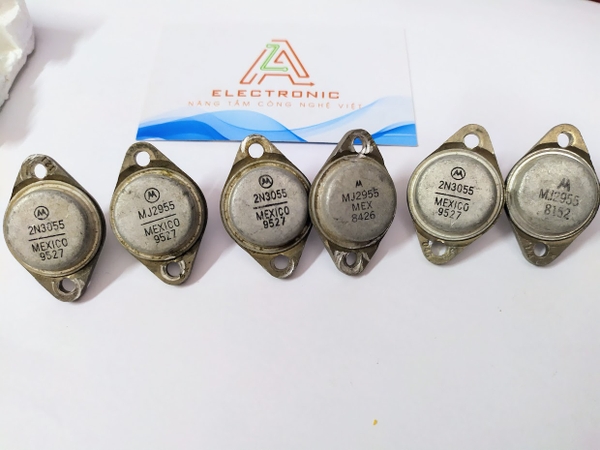 ELECTRONIC
NÂNG TẦM CÔNG NGHỆ VIỆT
2N3055
MEXICO
9527
MJ2955
MEXICO
9527
2N3055
MEXICO
9527
MJ2955
MEX
8426
2N3055
MEXICO
9527
MJ2955
8152